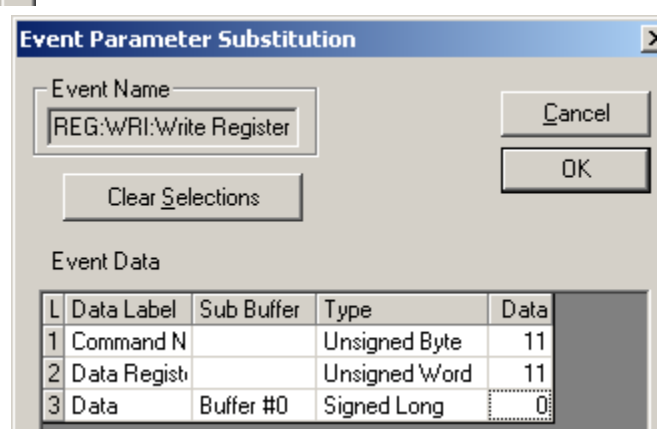 Event Parameter Substitution
Event Name
REG:WRI:Write Register
Cancel
OK
Clear Selections
Event Data
L Data Label Sub Buffer Type Data
1 Command N Unsigned Byte 11
2 Data Regist Unsigned Word 11
3 Data Buffer #0 Signed Long 0